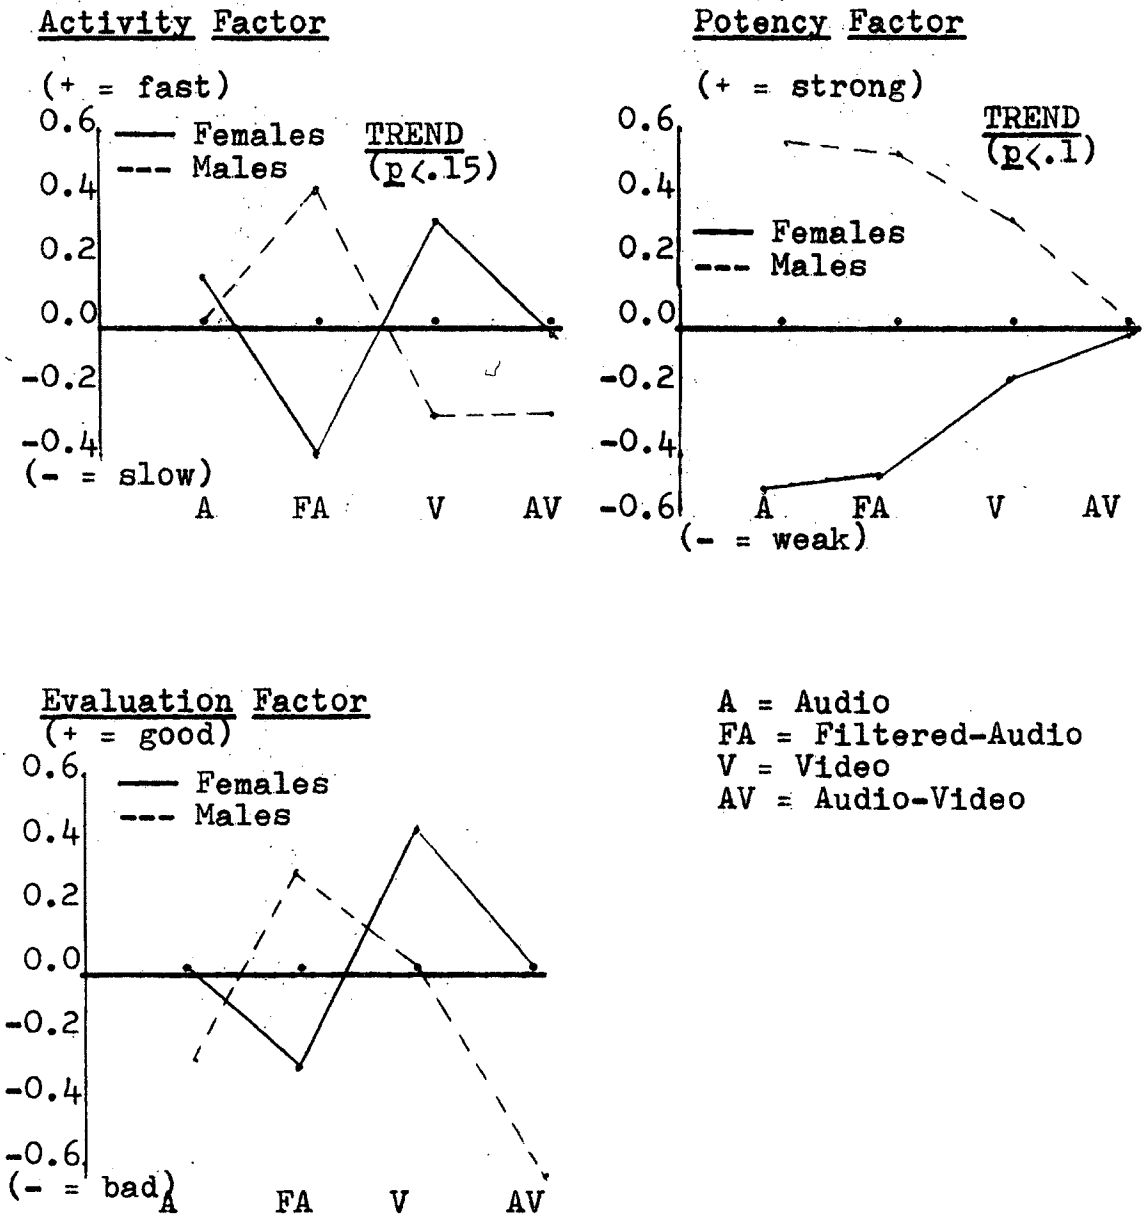 Activity Factor
(+ = fast)
0.6
Females
Males
TREND
(p<.15)
0.4
0.2
0.0
-0.2
-0.4
(- = slow)
A FA V AV
Potency Factor
(+ = strong)
0.6
TREND
(p<.1)
0.4
Females
0.2
Males
0.0
-0.2
-0.4
-0.6
A FA V AV
(- = weak)
Evaluation Factor
(+ = good)
0.6
Females
Males
0.4
0.2
0.0
-0.2
-0.4
-0.6
(- = bad)
A FA V AV
A = Audio
FA = Filtered-Audio
V = Video
AV = Audio-Video